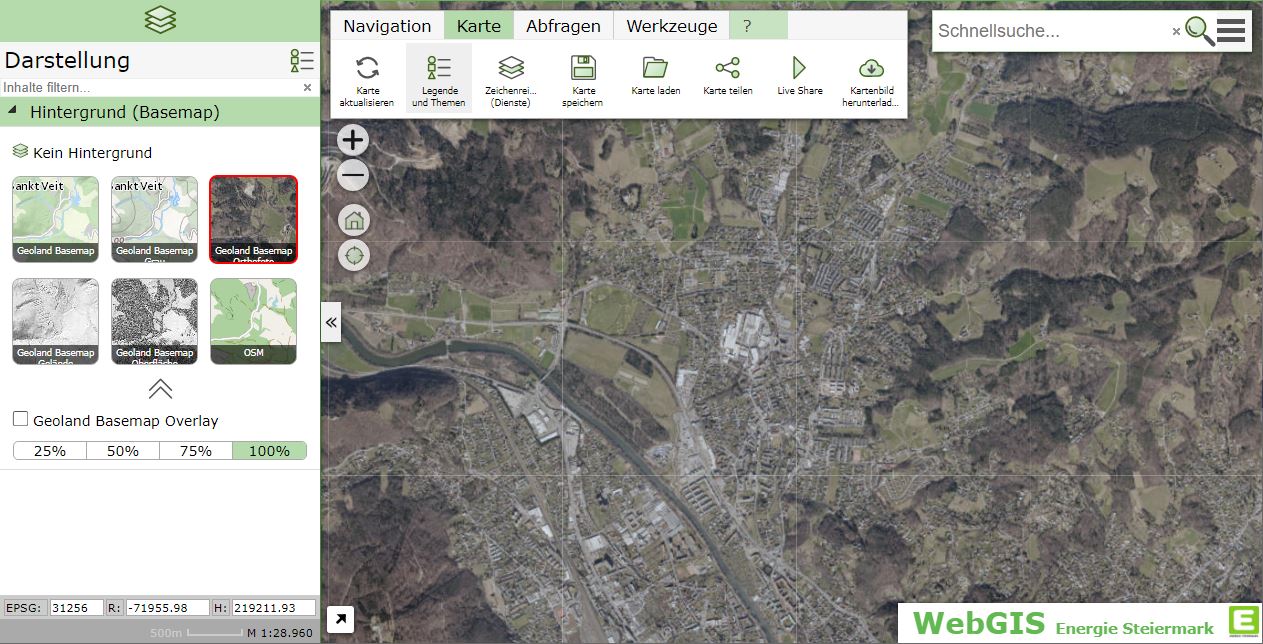 Darstellung
Inhalte filtern...
Hintergrund (Basemap)
Kein Hintergrund
ankt Veit
ankt Veit
Geoland Basemap
Geoland Basemap
Grau
Geoland Basemap
Orthofoto
Geoland Basemap
Gelände
Geoland Basemap
Oberfläche
OSM
Geoland Basemap Overlay
25% 50% 75% 100%
EPSG: 31256 R: -71955.98 H: 219211.93
500m M 1:28.960
Navigation Karte Abfragen Werkzeuge ?
Karte
aktualisieren
Legende
und Themen
Zeichenrei...
(Dienste)
Karte
speichern
Karte laden
Karte teilen
Live Share
Kartenbild
herunterlad...
Schnellsuche...
WebGIS Energie Steiermark